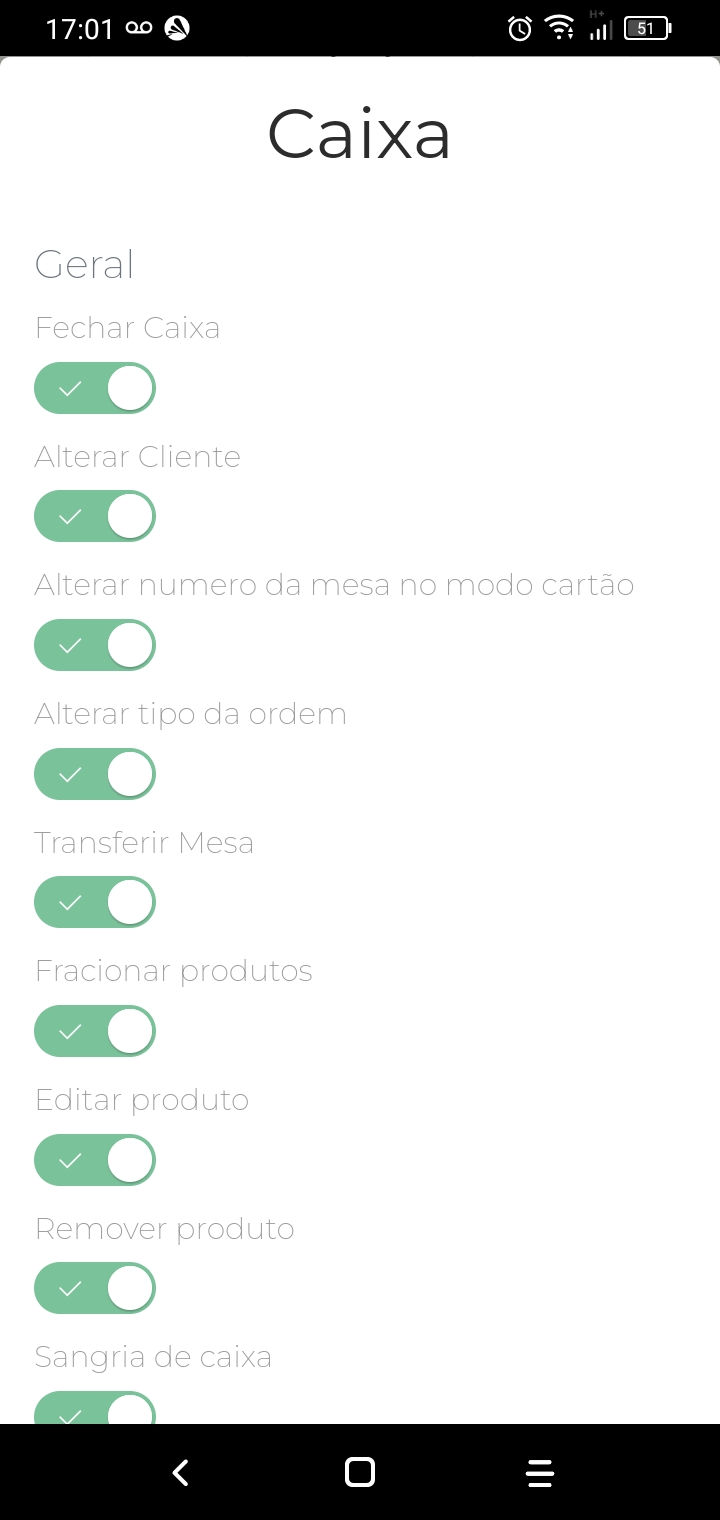 17:01
H+
51
Caixa
Geral
Fechar Caixa
Alterar Cliente
Alterar numero da mesa no modo cartão
Alterar tipo da ordem
Transferir Mesa
Fracionar produtos
Editar produto
Remover produto
Sangria de caixa